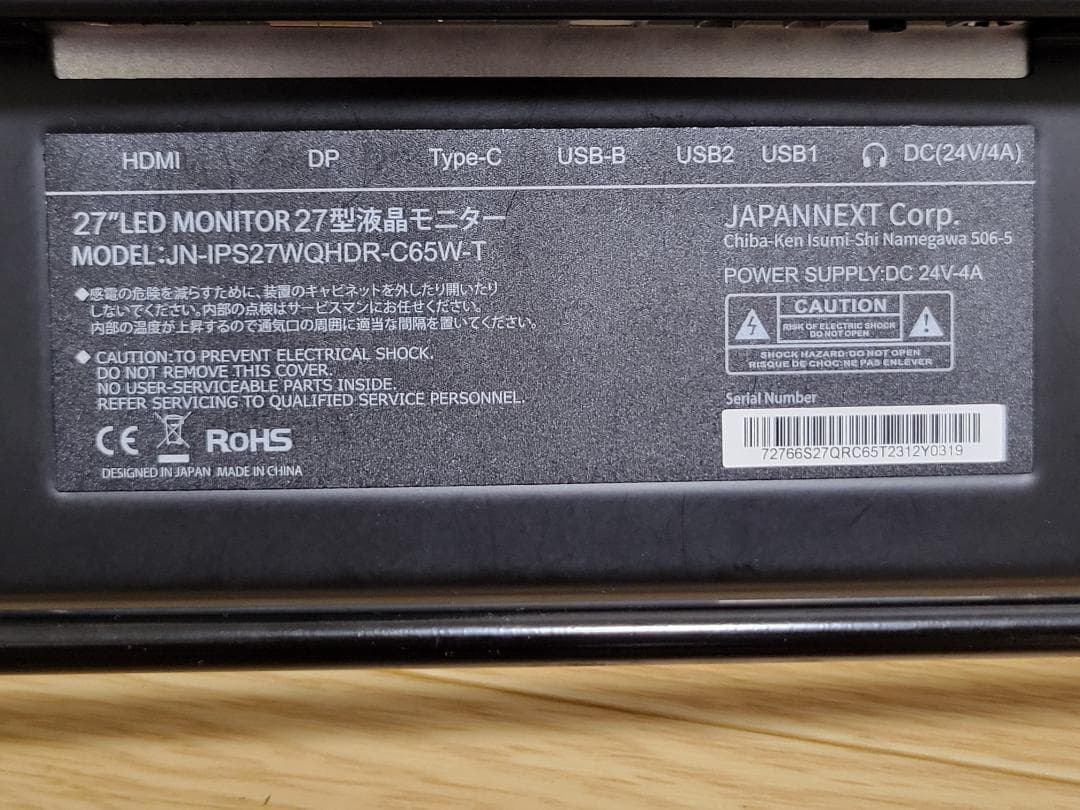 HDMI DP Type-C USB-B USB2 USB1 DC(24V/4A)
27"LED MONITOR 27型液晶モニター
MODEL:JN-IPS27WQHDR-C65W-T
◆感電の危険を減らすために、装置のキャビネットを外したり開いたり
しないでください。内部の点検はサービスマンにお任せください。
内部の温度が上昇するので通気口の周囲に適当な間隔を置いてください。
◆ CAUTION:TO PREVENT ELECTRICAL SHOCK.
DO NOT REMOVE THIS COVER.
NO USER-SERVICEABLE PARTS INSIDE.
REFER SERVICING TO QUALIFIED SERVICE PERSONNEL.
CE RoHS
DESIGNED IN JAPAN MADE IN CHINA
JAPANNEXT Corp.
Chiba-Ken Isumi-Shi Namegawa 506-5
POWER SUPPLY:DC 24V-4A
CAUTION
RISK OF ELECTRIC SHOCK
DO NOT OPEN
SHOCK HAZARD:DO NOT OPEN
RISQUE DE CHOC:NE PAS ENLEVER
Serial Number
72766S27QRC65T2312Y0319